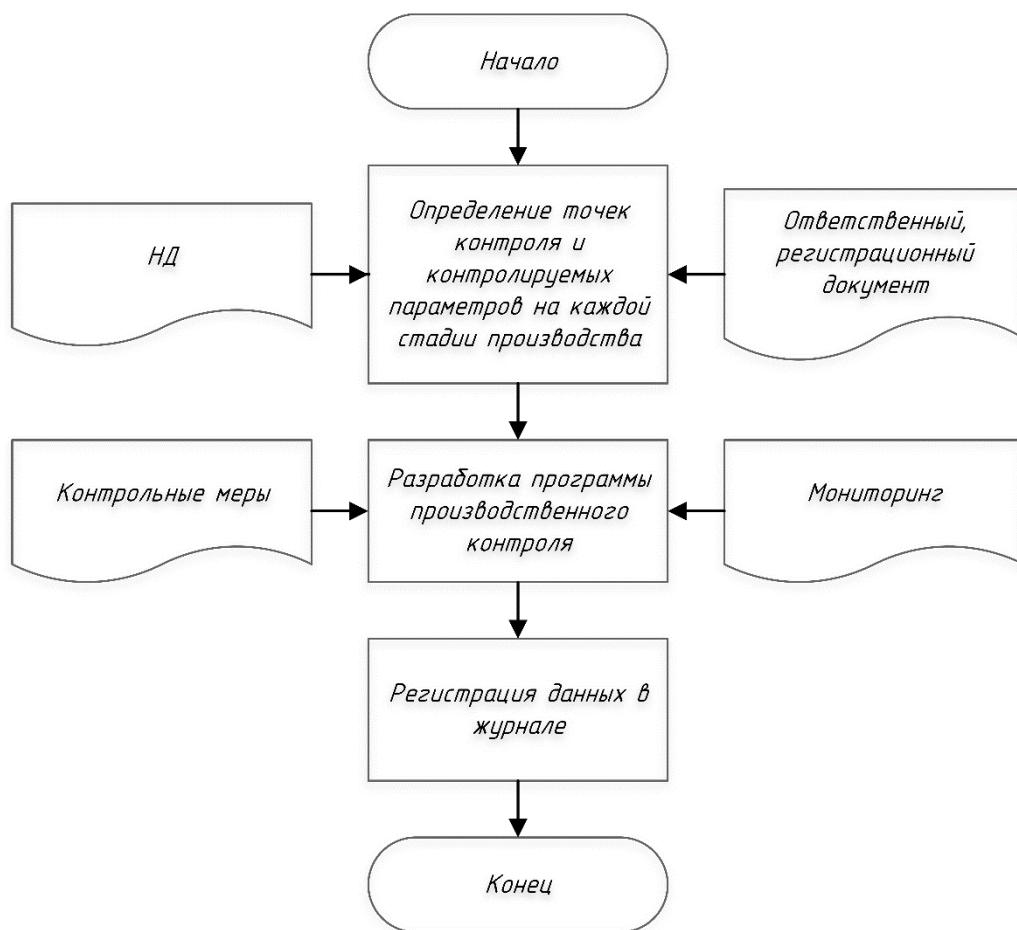 Начало
НД
Определение точек
контроля и
контролируемых
параметров на каждой
стадии производства
Ответственный,
регистрационный
документ
Контрольные меры
Разработка программы
производственного
контроля
Мониторинг
Регистрация данных в
журнале
Конец